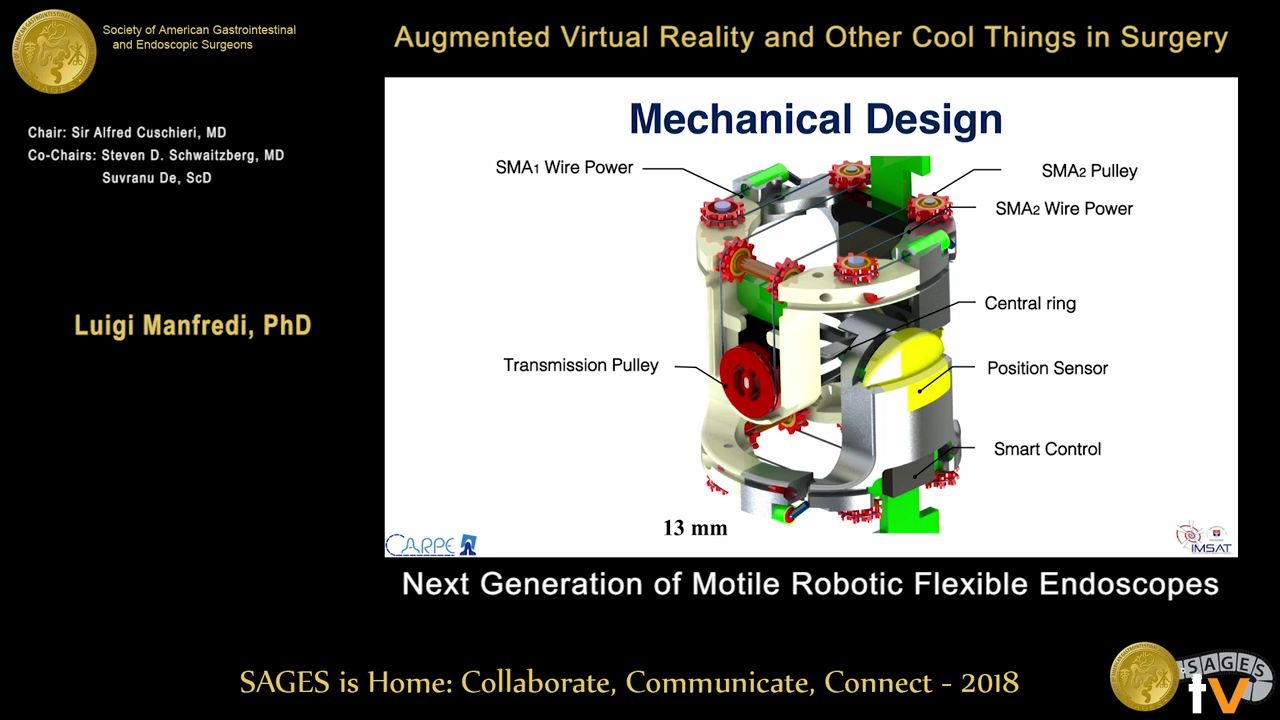 Society of American Gastrointestinal
and Endoscopic Surgeons
Augmented Virtual Reality and Other Cool Things in Surgery
Chair: Sir Alfred Cuschieri, MD
Co-Chairs: Steven D. Schwaitzberg, MD
Suvranu De, ScD
Luigi Manfredi, PhD
Mechanical Design
SMA1 Wire Power
SMA2 Pulley
SMA2 Wire Power
Central ring
Transmission Pulley
Position Sensor
Smart Control
13 mm
CARPE
IMSAT
Next Generation of Motile Robotic Flexible Endoscopes
SAGES is Home: Collaborate, Communicate, Connect - 2018
SAGES
tv